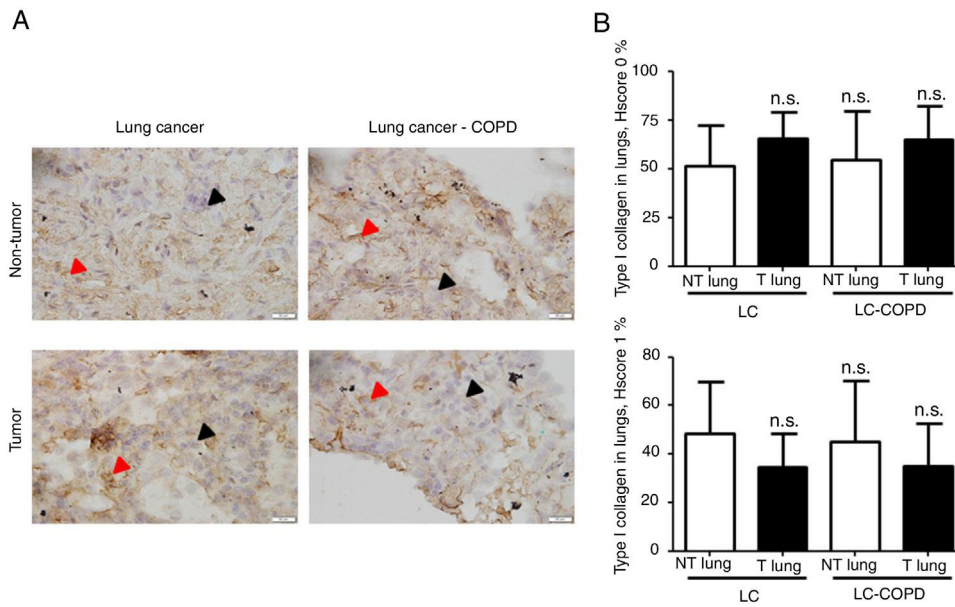 A
Lung cancer
Lung cancer - COPD
Non-tumor
Tumor
B
Type I collagen in lungs, Hscore 0 %
100
75
50
25
0
n.s.
n.s.
n.s.
NT lung
T lung
NT lung
T lung
LC
LC-COPD
Type I collagen in lungs, Hscore 1 %
80
60
40
20
0
n.s.
n.s.
n.s.
NT lung
T lung
NT lung
T lung
LC
LC-COPD